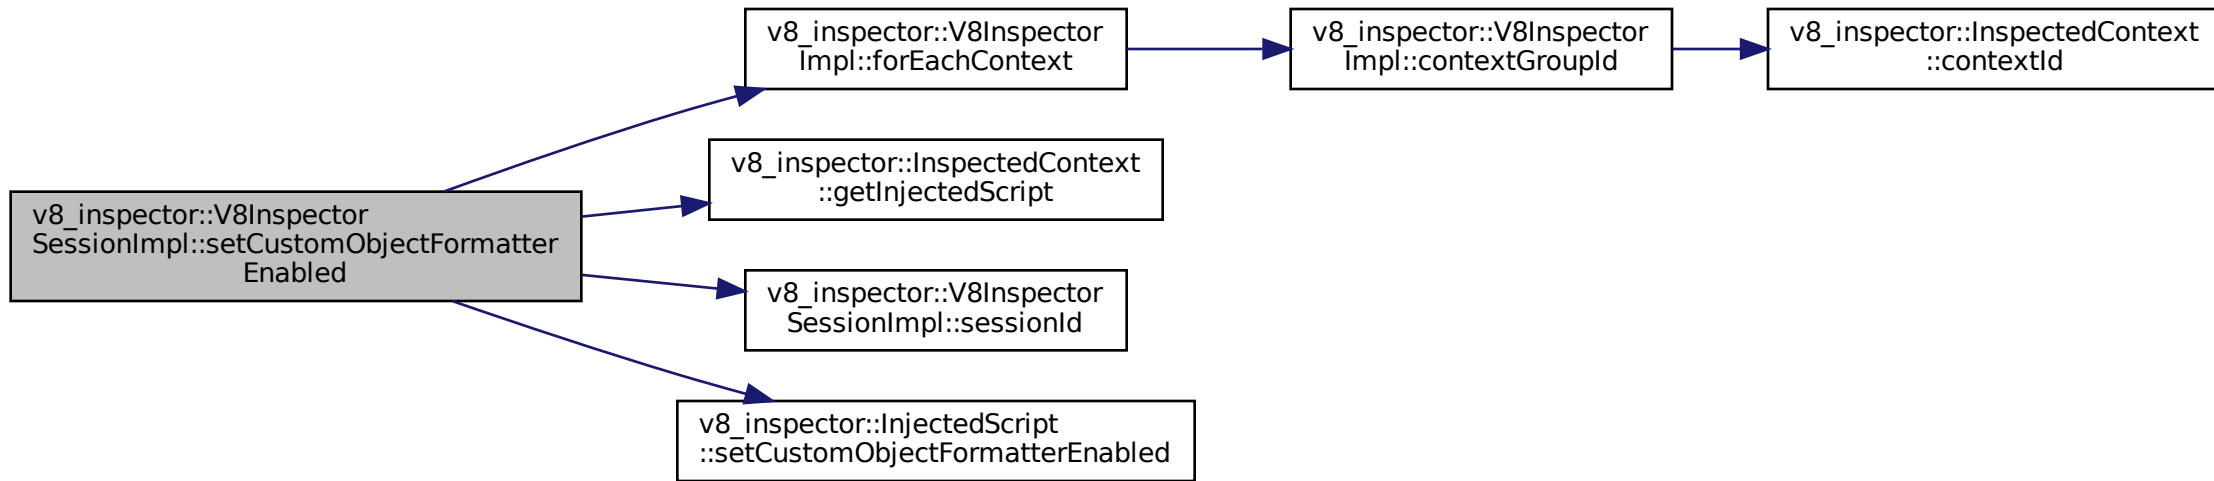 v8_inspector::V8Inspector
SessionImpl::setCustomObjectFormatter
Enabled
v8_inspector::V8Inspector
Impl::forEachContext
v8_inspector::V8Inspector
Impl::contextGroupId
v8_inspector::InspectedContext
::contextId
v8_inspector::InspectedContext
::getInjectedScript
v8_inspector::V8Inspector
SessionImpl::sessionId
v8_inspector::InjectedScript
::setCustomObjectFormatterEnabled